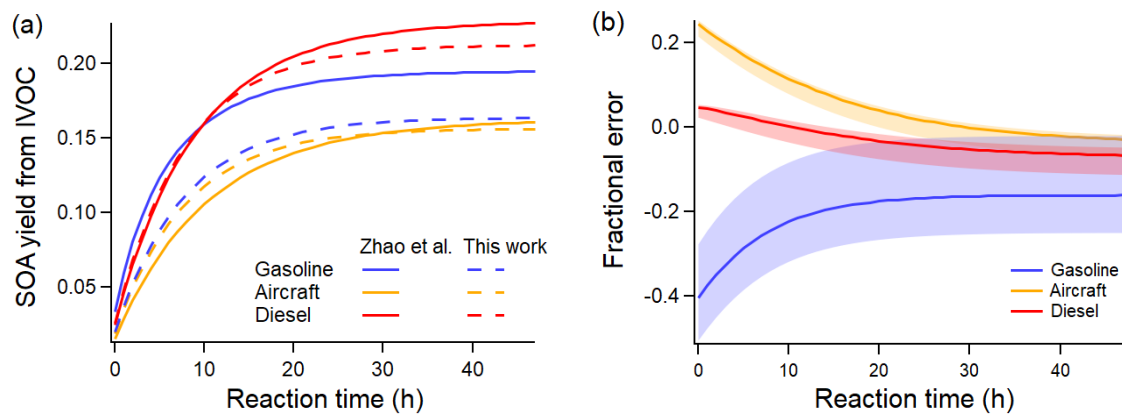 (a)
SOA yield from IVOC
0.20
0.15
0.10
0.05
Zhao et al. This work
Gasoline
Aircraft
Diesel
0 10 20 30 40
Reaction time (h)
(b)
Fractional error
0.2
0.0
-0.2
-0.4
Gasoline
Aircraft
Diesel
0 10 20 30 40
Reaction time (h)